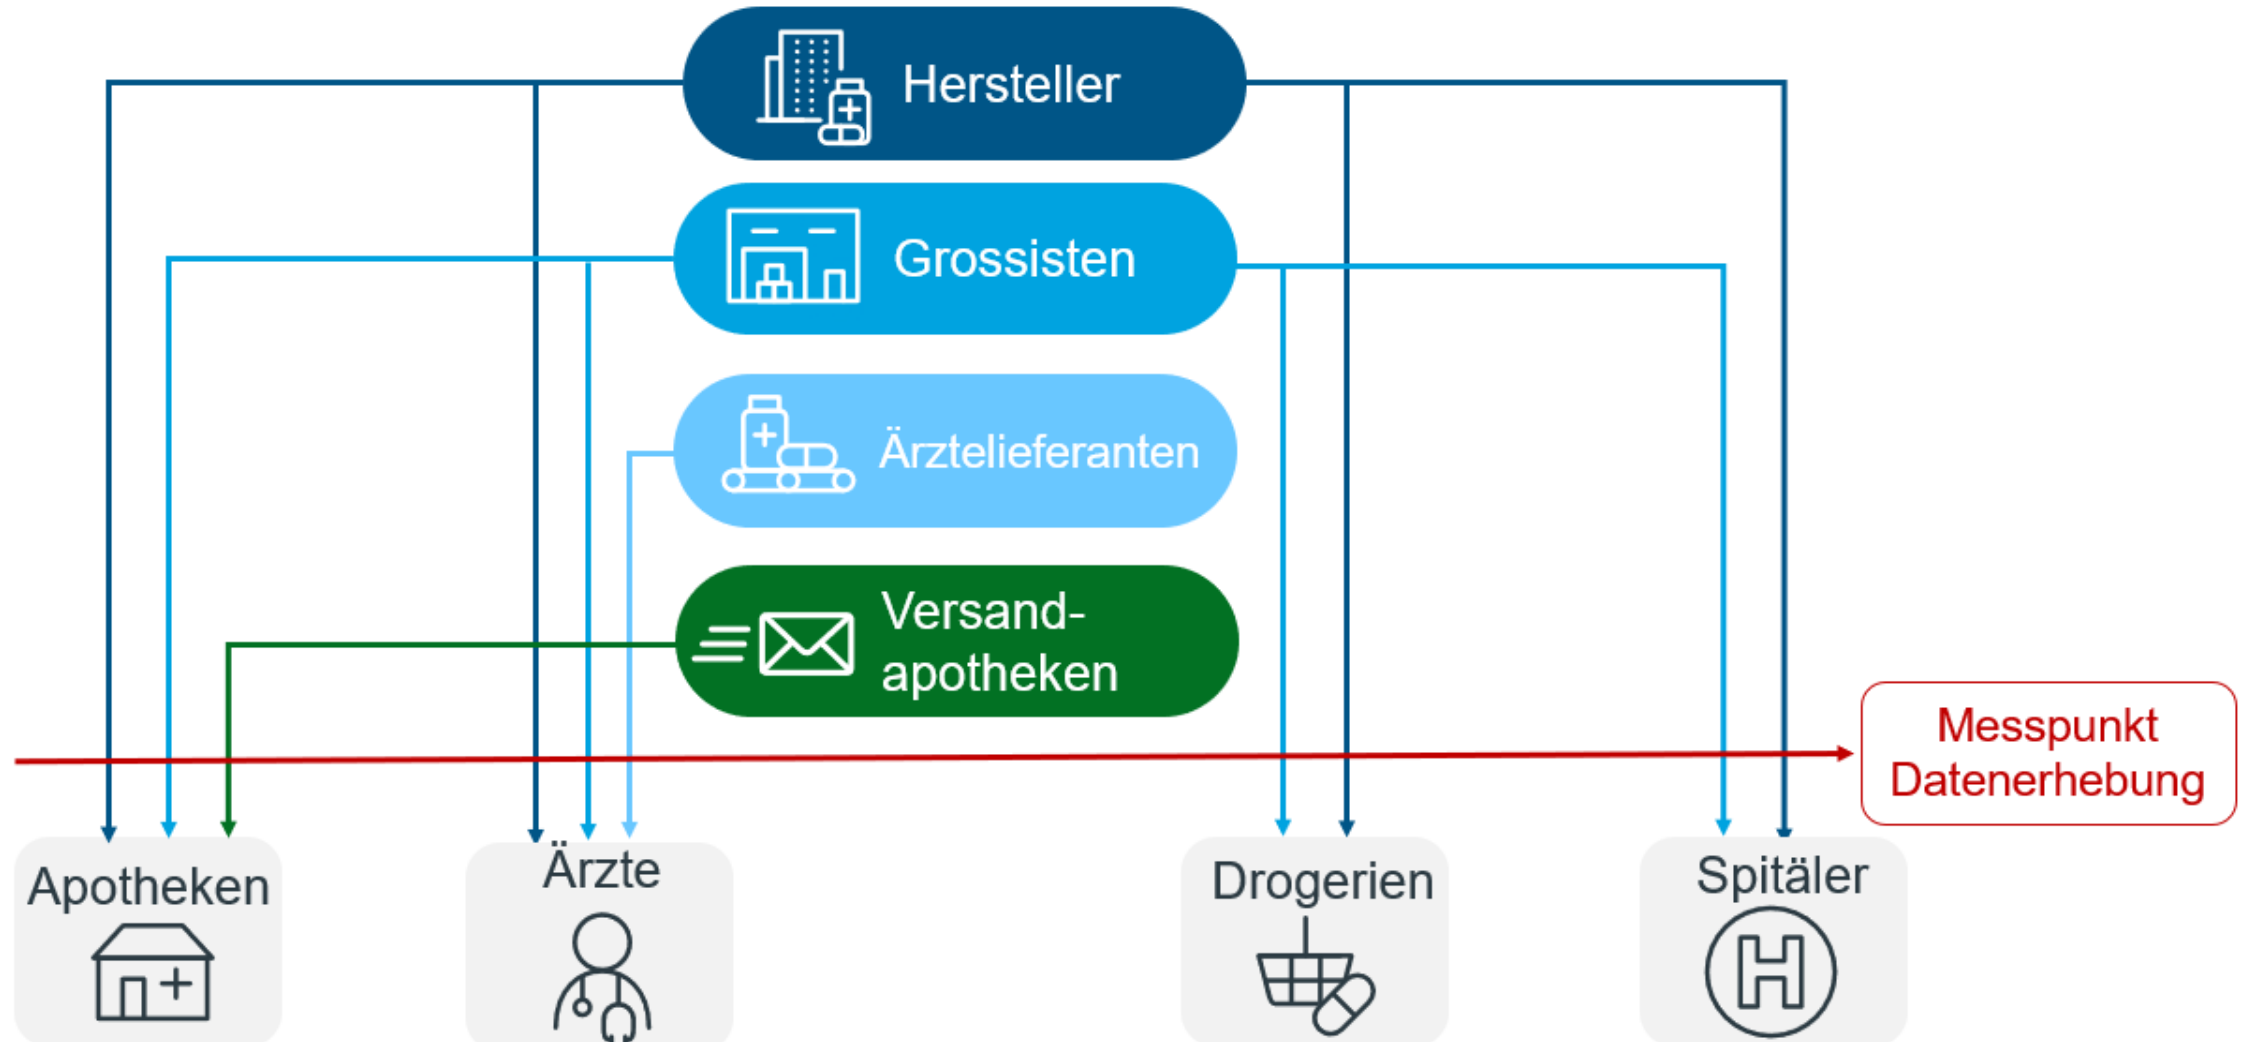 Hersteller
Grossisten
Ärztelieferanten
Versand-
apotheken
Messpunkt
Datenerhebung
Apotheken
Ärzte
Drogerien
Spitäler
H